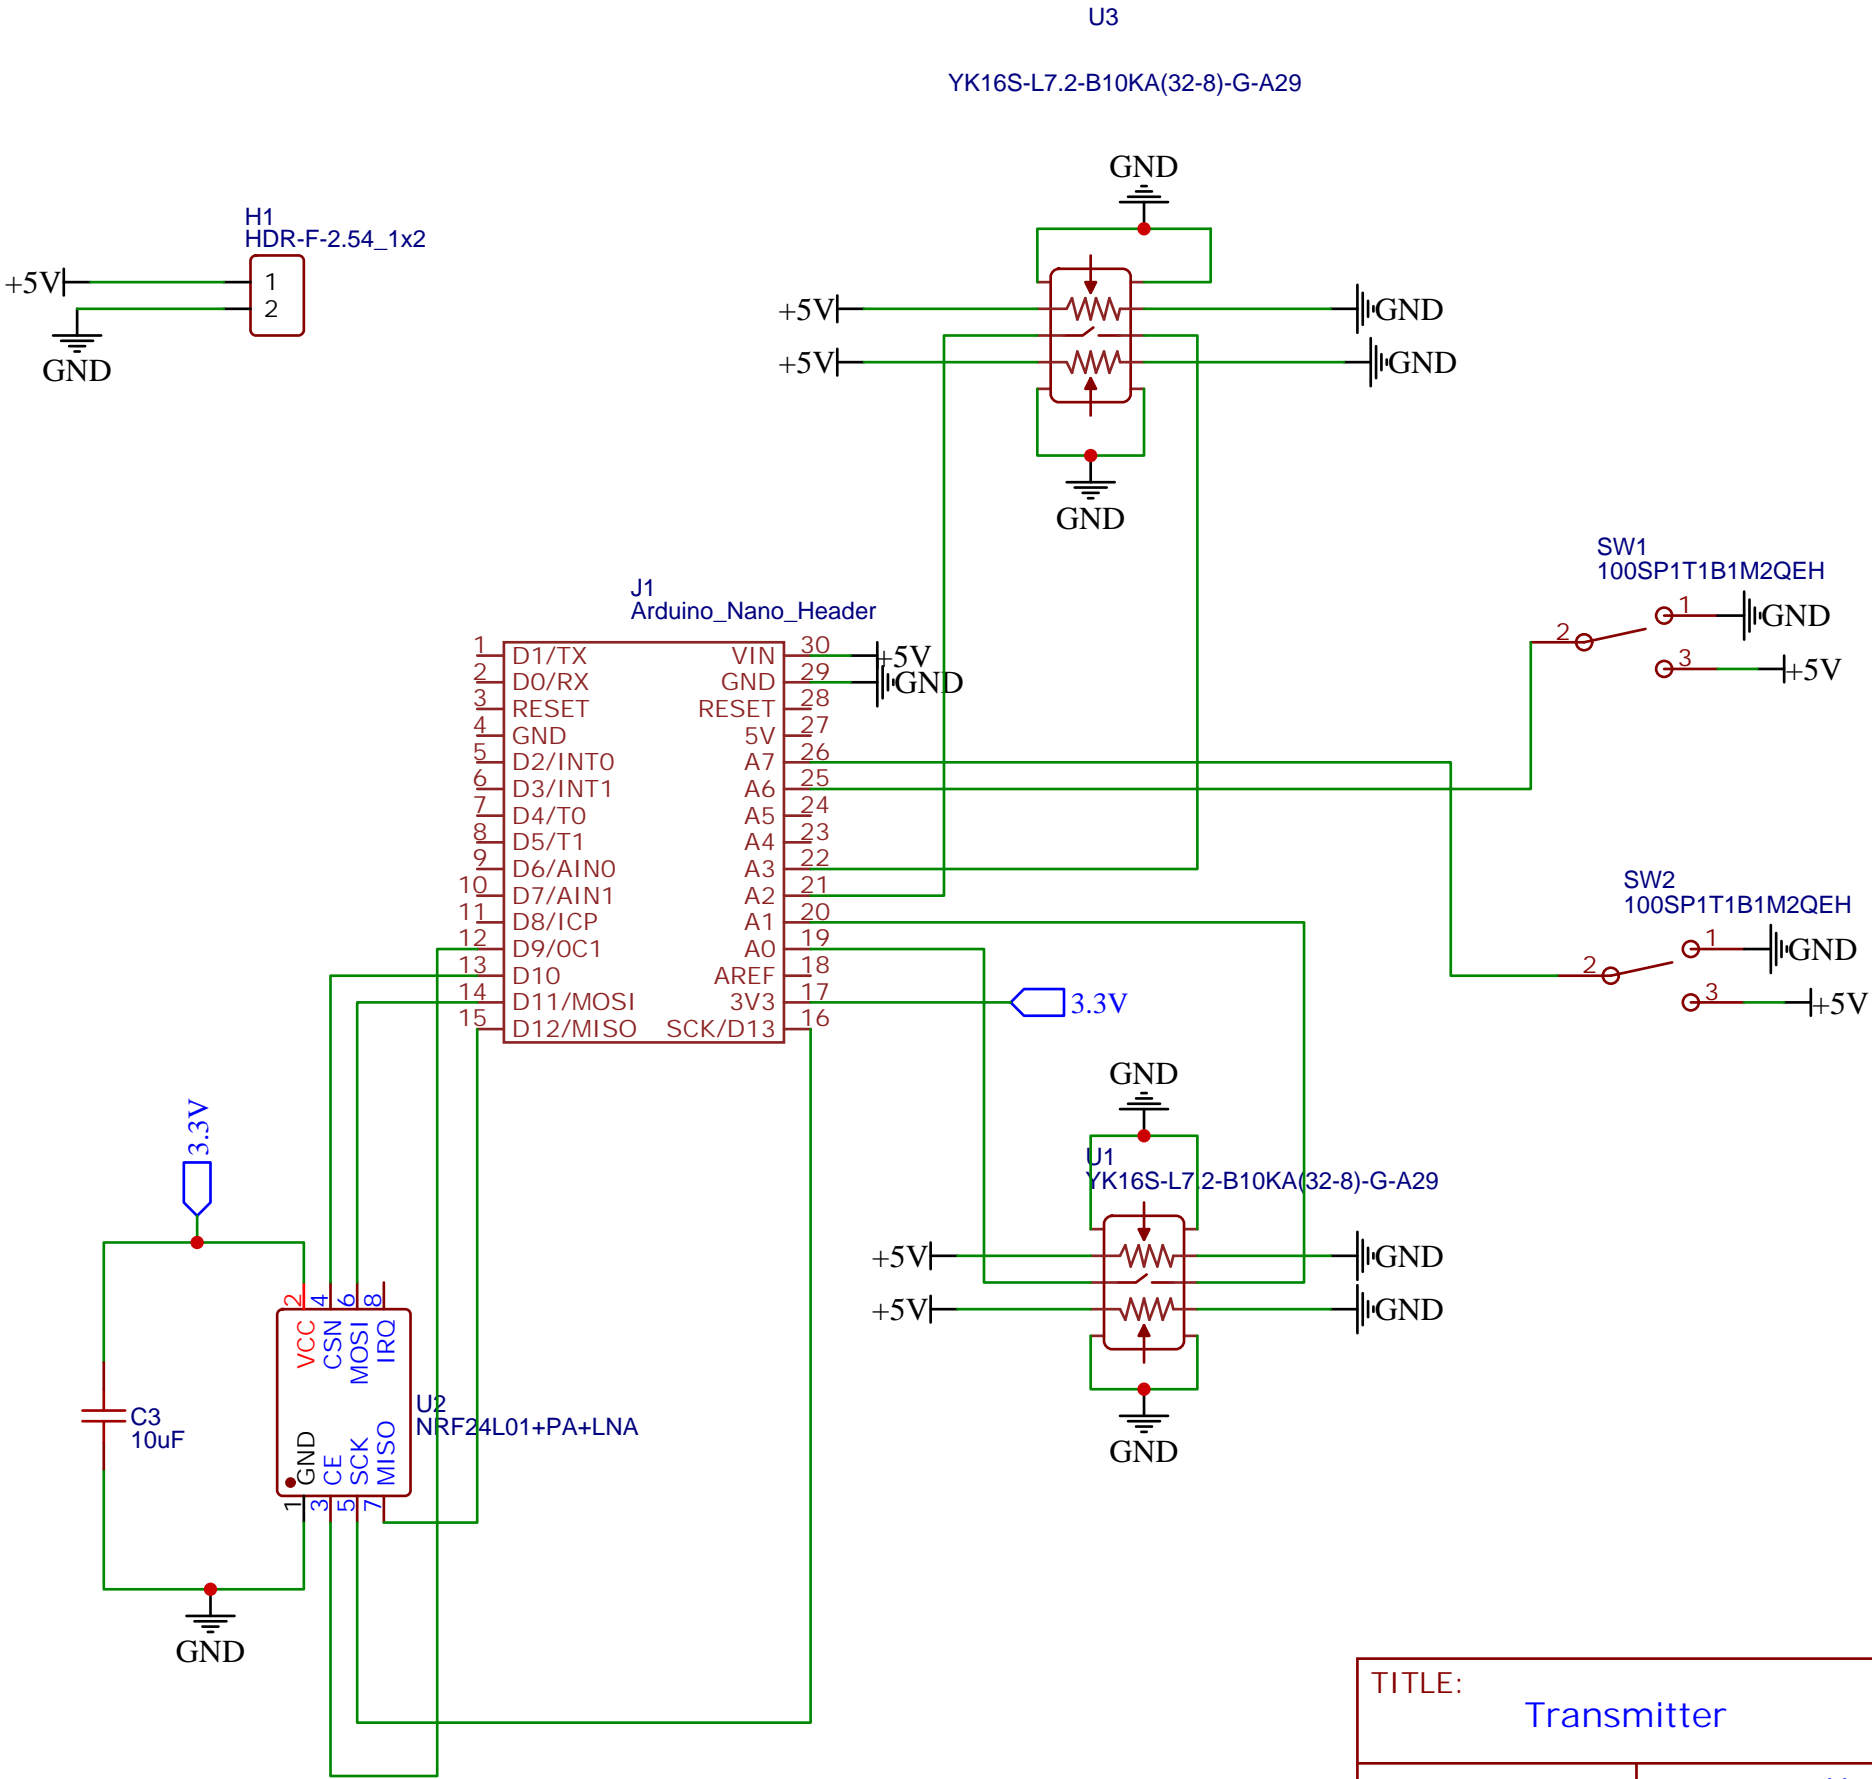 U3
YK16S-L7.2-B10KA(32-8)-G-A29
GND
H1
HDR-F-2.54_1x2
+5V
1
2
GND
+5V
GND
+5V
GND
GND
SW1
100SP1T1B1M2QEH
1
GND
2
3
+5V
J1
Arduino_Nano_Header
1 D1/TX VIN 30 +5V
2 D0/RX GND 29 GND
3 RESET RESET 28
4 GND 5V 27
5 D2/INT0 A7 26
6 D3/INT1 A6 25
7 D4/T0 A5 24
8 D5/T1 A4 23
9 D6/AIN0 A3 22
10 D7/AIN1 A2 21
11 D8/ICP A1 20
12 D9/0C1 A0 19
13 D10 AREF 18
14 D11/MOSI 3V3 17 3.3V
15 D12/MISO SCK/D13 16
SW2
100SP1T1B1M2QEH
1
GND
2
3
+5V
GND
U1
YK16S-L7.2-B10KA(32-8)-G-A29
+5V
GND
+5V
GND
GND
3.3V
2 4 6 8
VCC CSN MOSI IRQ
C3
10uF
U2
NRF24L01+PA+LNA
GND CE SCK MISO
1 3 5 7
GND
TITLE:
Transmitter